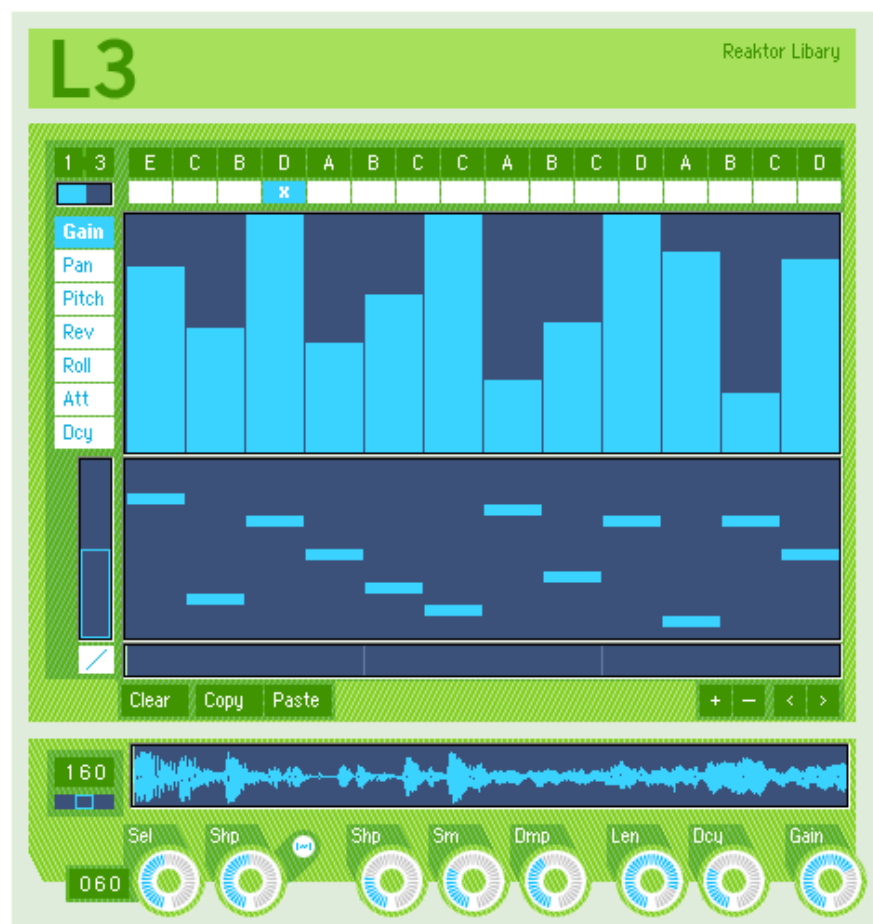 L3
Reaktor Libary
1 3 E C B D A B C C A B C D A B C D
x
Gain
Pan
Pitch
Rev
Roll
Att
Dcy
Clear Copy Paste + – < >
160
Sel Shp Shp Sm Dmp Len Dcy Gain
060